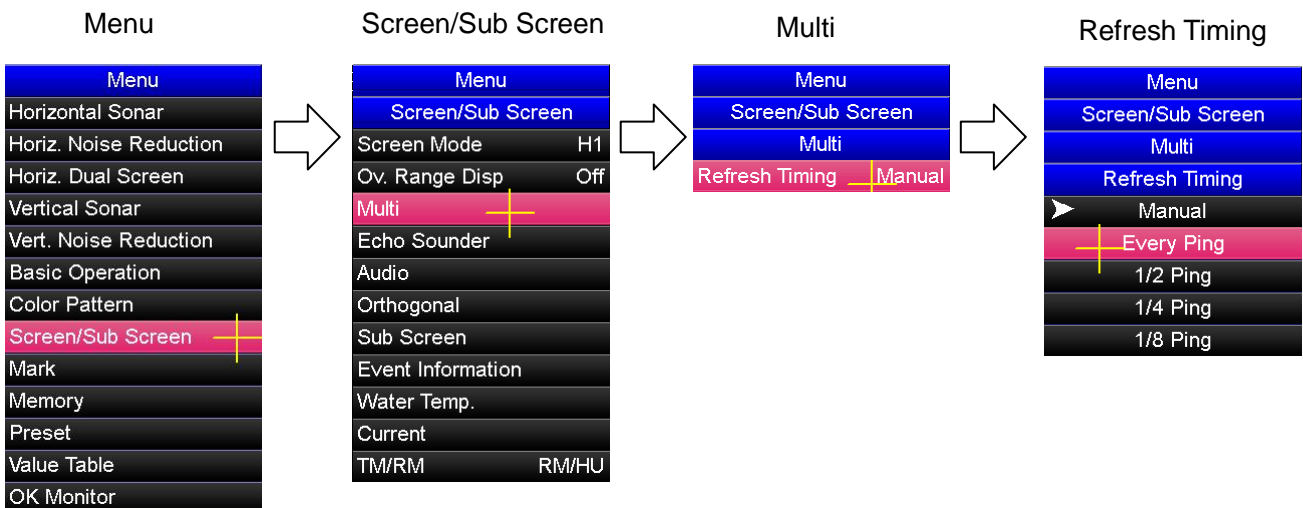 Menu
Menu
Horizontal Sonar
Horiz. Noise Reduction
Horiz. Dual Screen
Vertical Sonar
Vert. Noise Reduction
Basic Operation
Color Pattern
Screen/Sub Screen
Mark
Memory
Preset
Value Table
OK Monitor
Screen/Sub Screen
Menu
Screen/Sub Screen
Screen Mode H1
Ov. Range Disp Off
Multi
Echo Sounder
Audio
Orthogonal
Sub Screen
Event Information
Water Temp.
Current
TM/RM RM/HU
Multi
Menu
Screen/Sub Screen
Multi
Refresh Timing Manual
Refresh Timing
Menu
Screen/Sub Screen
Multi
Refresh Timing
Manual
Every Ping
1/2 Ping
1/4 Ping
1/8 Ping